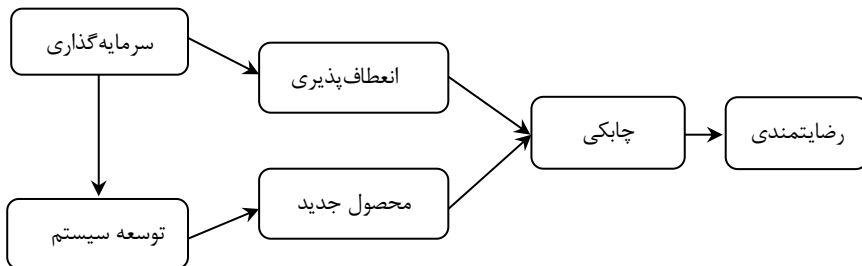 سرمایه‌گذاری
انعطاف‌پذیری
چابکی
رضایتمندی
محصول جدید
توسعه سیستم